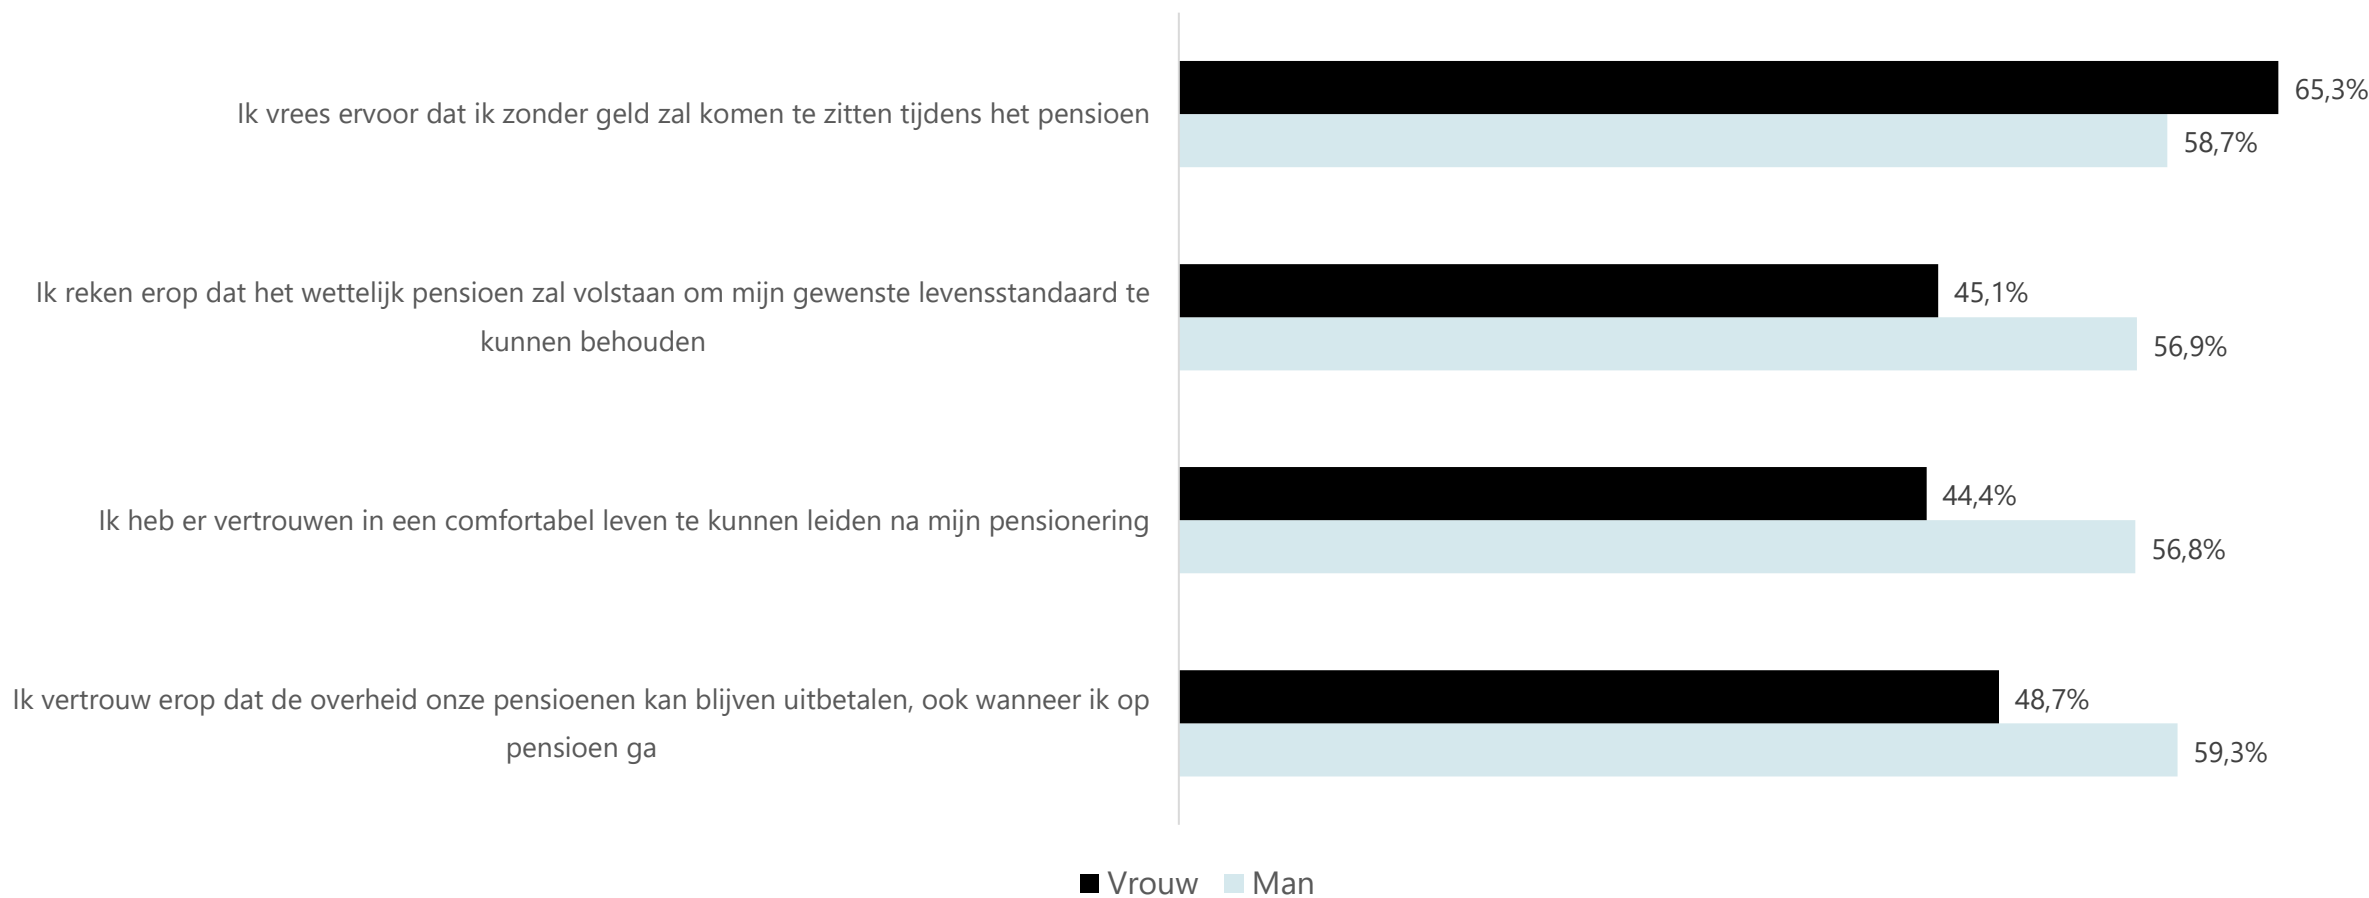 Ik vrees ervoor dat ik zonder geld zal komen te zitten tijdens het pensioen
65,3%
58,7%
Ik reken erop dat het wettelijk pensioen zal volstaan om mijn gewenste levensstandaard te
kunnen behouden
45,1%
56,9%
Ik heb er vertrouwen in een comfortabel leven te kunnen leiden na mijn pensionering
44,4%
56,8%
Ik vertrouw erop dat de overheid onze pensioenen kan blijven uitbetalen, ook wanneer ik op
pensioen ga
48,7%
59,3%
Vrouw Man